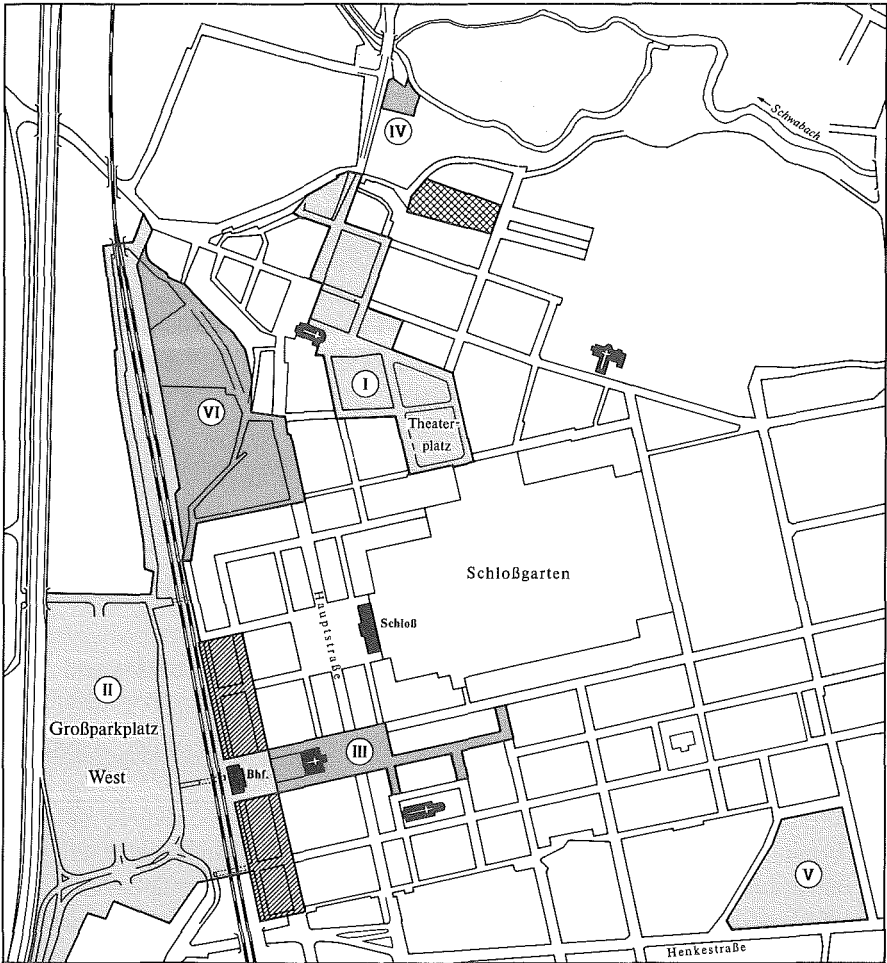 Schwabach
IV
I
VI
Theater-
platz
Schloßgarten
Hauptstraße
Schloß
II
Großparkplatz
West
III
Bhf.
V
Henkestraße